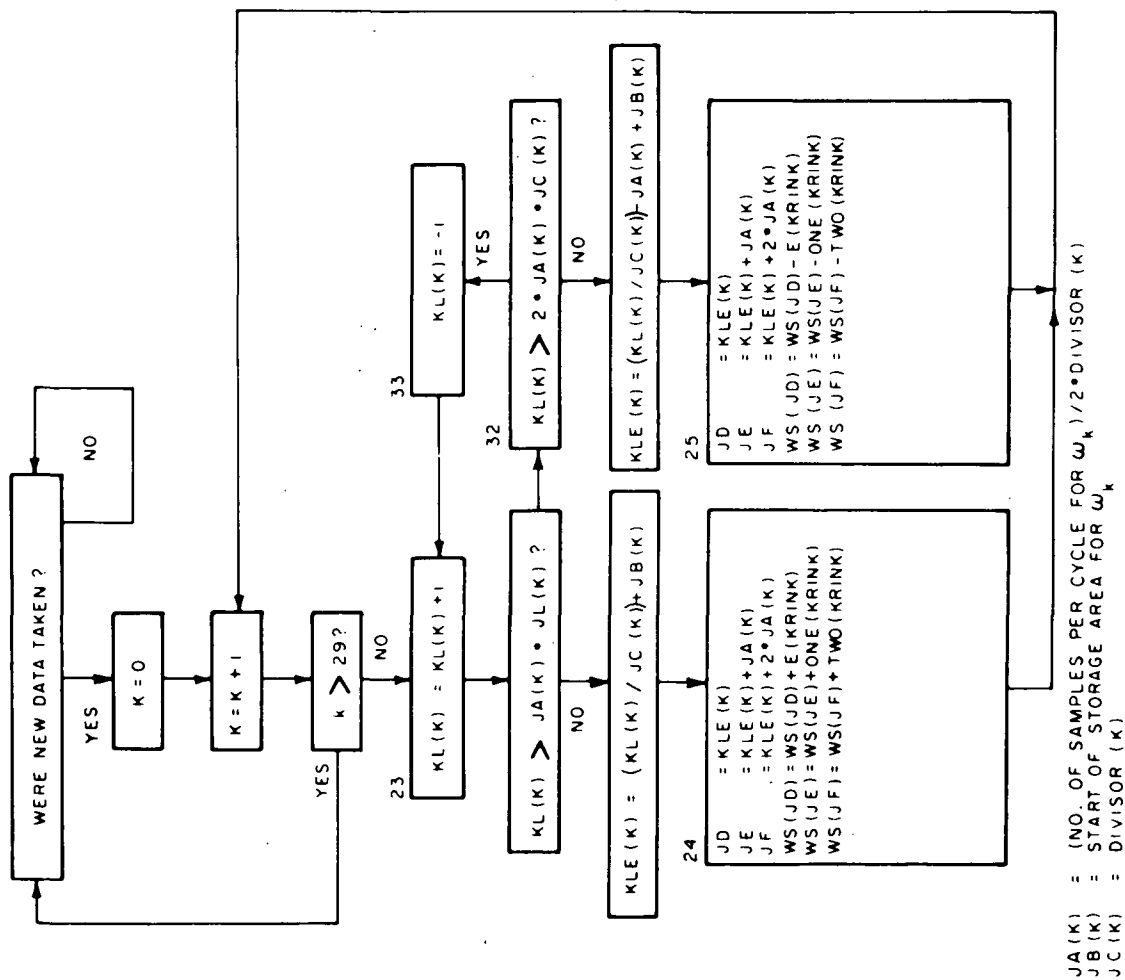 WERE NEW DATA TAKEN ?
NO
YES
K = 0
K = K + 1
k > 29?
YES
NO
23
KL(K) = KL(K) + 1
33
KL(K) = -1
YES
KL(K) > JA(K) * JL(K) ?
32
KL(K) > 2 * JA(K) * JC(K) ?
NO
NO
KLE(K) = (KL(K) / JC(K)) + JB(K)
KLE(K) = (KL(K) / JC(K)) - JA(K) + JB(K)
24
JD = KLE(K)
JE = KLE(K) + JA(K)
JF = KLE(K) + 2 * JA(K)
WS(JD) = WS(JD) + E(KRINK)
WS(JE) = WS(JE) + ONE(KRINK)
WS(JF) = WS(JF) + TWO(KRINK)
25
JD = KLE(K)
JE = KLE(K) + JA(K)
JF = KLE(K) + 2 * JA(K)
WS(JD) = WS(JD) - E(KRINK)
WS(JE) = WS(JE) - ONE(KRINK)
WS(JF) = WS(JF) - TWO(KRINK)
JA(K) = (NO. OF SAMPLES PER CYCLE FOR ωk) / 2 * DIVISOR (K)
JB(K) = START OF STORAGE AREA FOR ωk
JC(K) = DIVISOR (K)